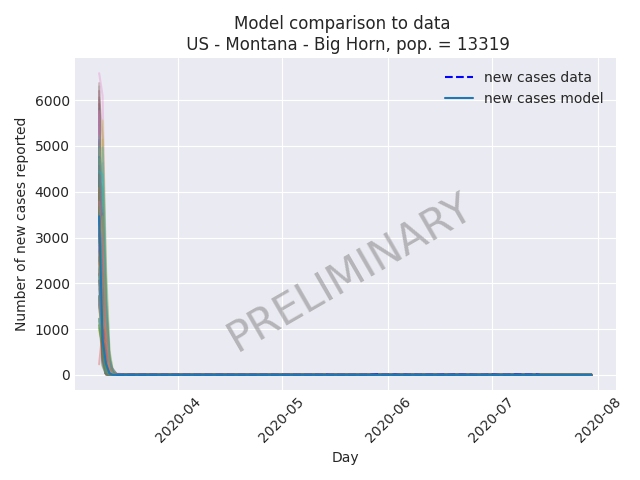 Model comparison to data
US - Montana - Big Horn, pop. = 13319
new cases data
new cases model
Number of new cases reported
6000
5000
4000
3000
2000
1000
0
PRELIMINARY
2020-04
2020-05
2020-06
2020-07
2020-08
Day